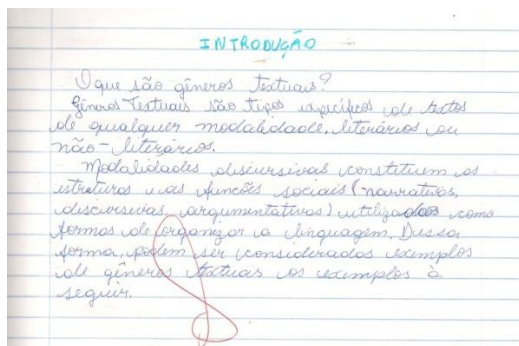 INTRODUÇÃO
O que são gêneros textuais?
Gêneros Textuais são tipos específicos de textos
de qualquer modalidade, literários ou
não-literários.
Modalidades discursivas constituem as
estruturas e as funções sociais (narrativas,
discursivas, argumentativas) utilizadas como
formas de organizar a linguagem. Dessa
forma, podem ser considerados exemplos
de gêneros textuais os exemplos à
seguir.